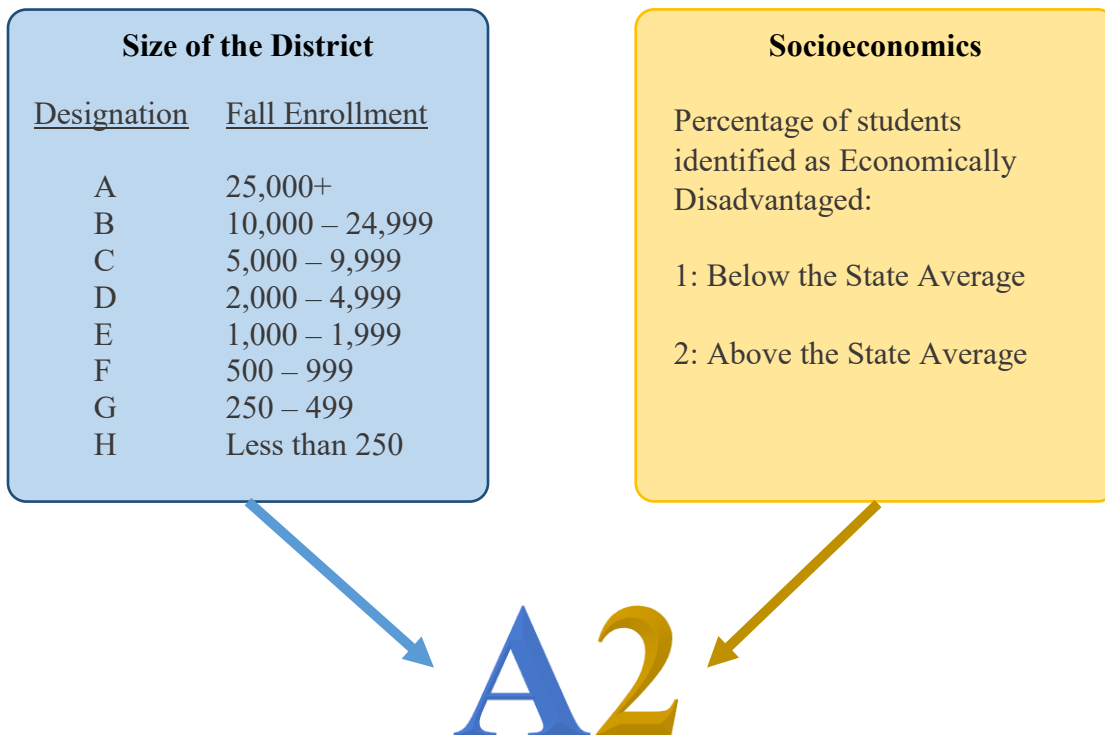 Size of the District
Designation Fall Enrollment
A 25,000+
B 10,000 – 24,999
C 5,000 – 9,999
D 2,000 – 4,999
E 1,000 – 1,999
F 500 – 999
G 250 – 499
H Less than 250
Socioeconomics
Percentage of students
identified as Economically
Disadvantaged:
1: Below the State Average
2: Above the State Average
A2